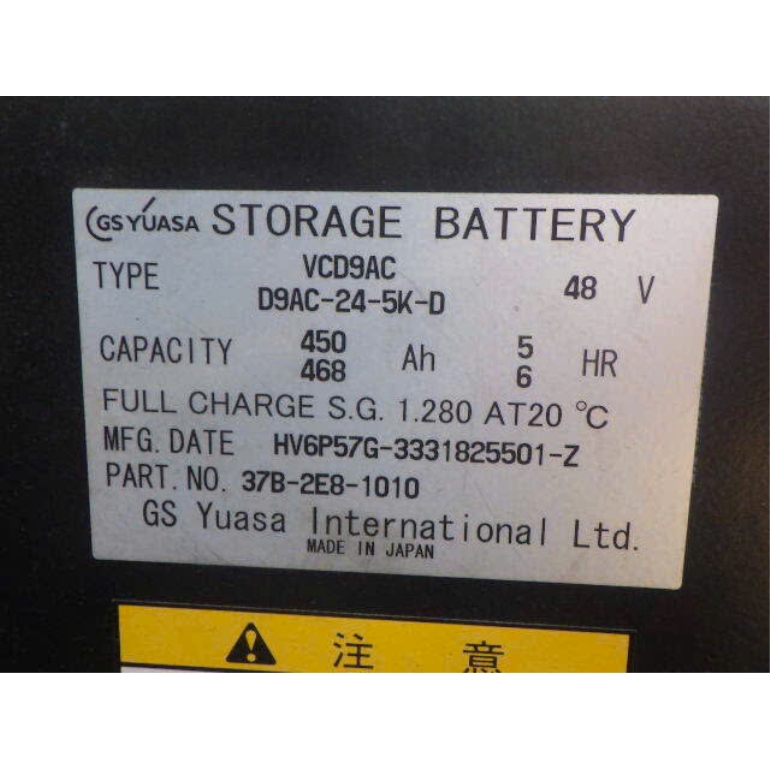 GS YUASA STORAGE BATTERY
TYPE VCD9AC 48 V
D9AC-24-5K-D
CAPACITY 450 Ah 5 HR
468 6
FULL CHARGE S.G. 1.280 AT20 ℃
MFG. DATE HV6P57G-3331825501-Z
PART. NO. 37B-2E8-1010
GS Yuasa International Ltd.
MADE IN JAPAN
注 意